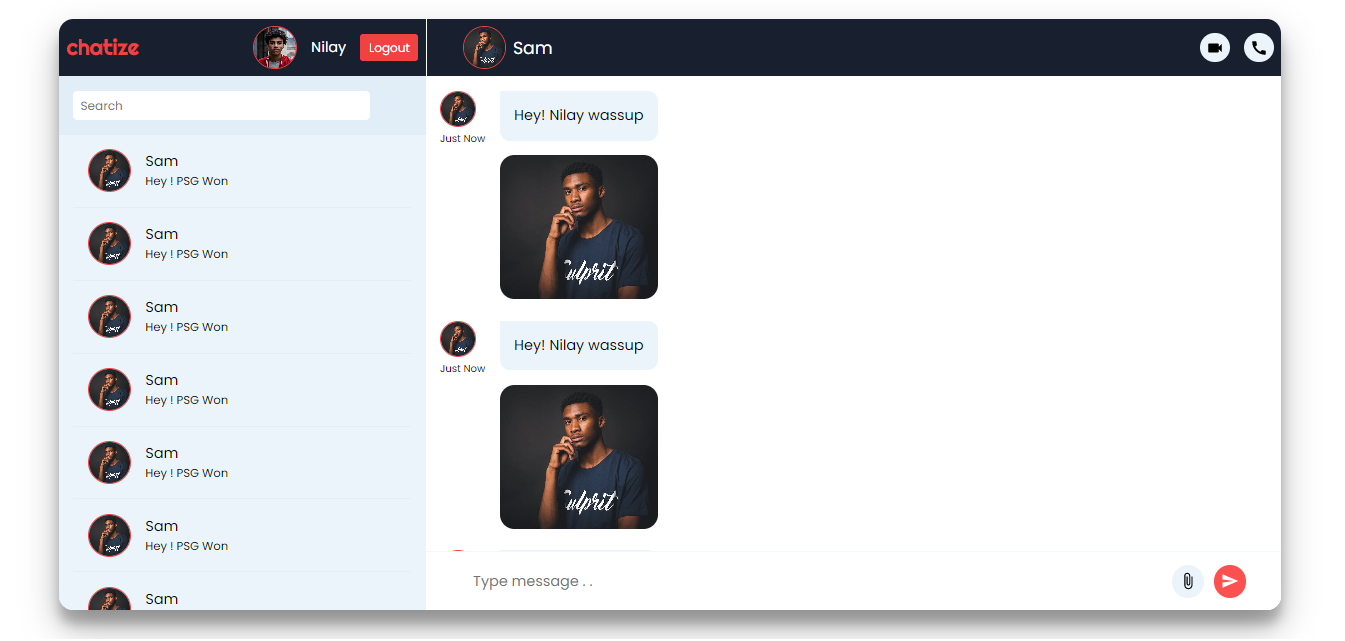 chatize
Nilay
Logout
Sam
Search
Sam
Hey ! PSG Won
Sam
Hey ! PSG Won
Sam
Hey ! PSG Won
Sam
Hey ! PSG Won
Sam
Hey ! PSG Won
Sam
Hey ! PSG Won
Sam
Hey! Nilay wassup
Just Now
Culprit
Hey! Nilay wassup
Just Now
Culprit
Type message . .